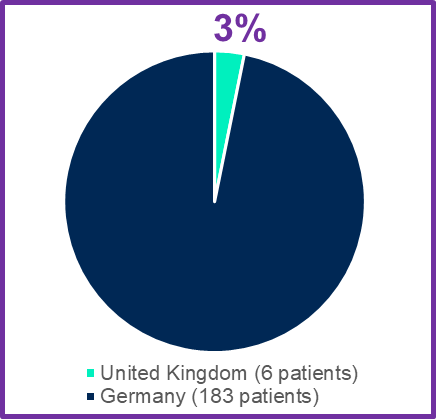 3%
United Kingdom (6 patients)
Germany (183 patients)